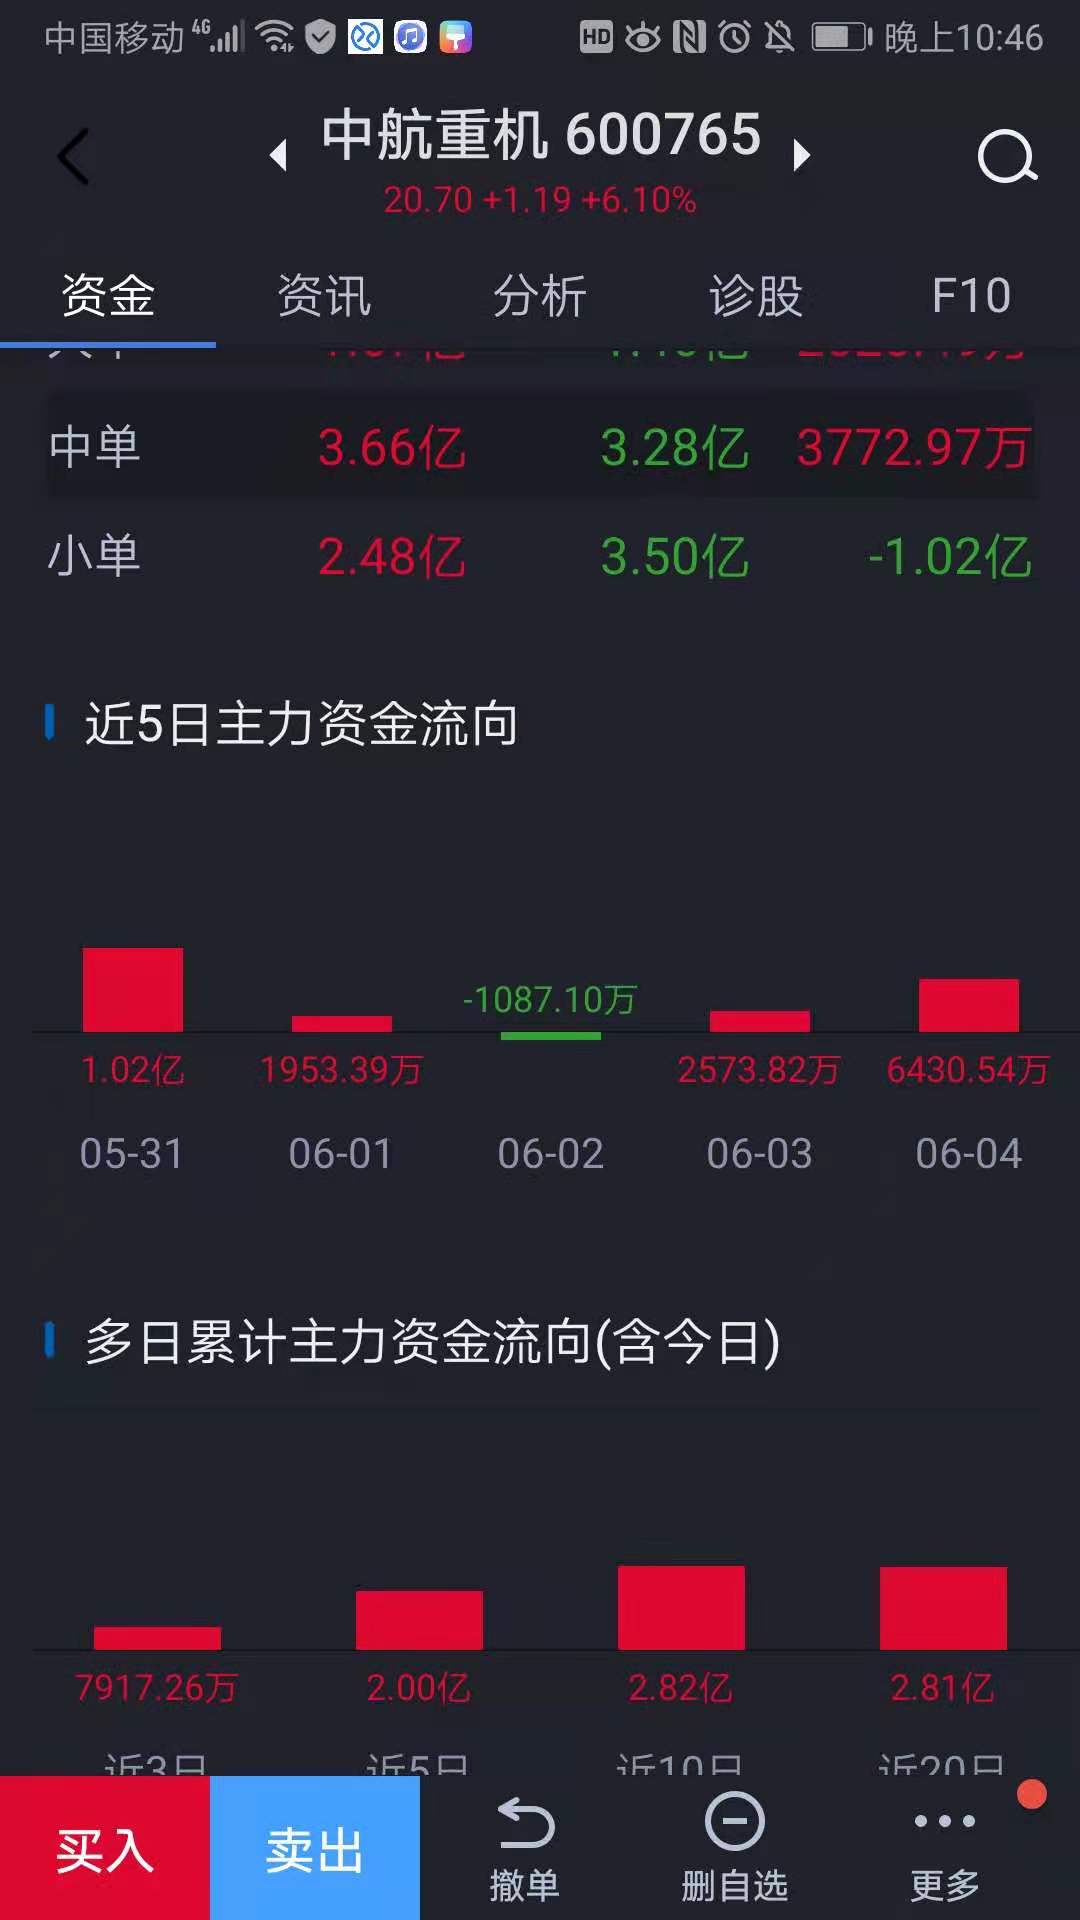 中国移动 4G HD 晚上10:46
中航重机 600765
20.70 +1.19 +6.10%
资金 资讯 分析 诊股 F10
中单 3.66亿 3.28亿 3772.97万
小单 2.48亿 3.50亿 -1.02亿
近5日主力资金流向
-1087.10万
1.02亿 1953.39万 2573.82万 6430.54万
05-31 06-01 06-02 06-03 06-04
多日累计主力资金流向(含今日)
7917.26万 2.00亿 2.82亿 2.81亿
近3日 近5日 近10日 近20日
买入 卖出 撤单 删自选 更多